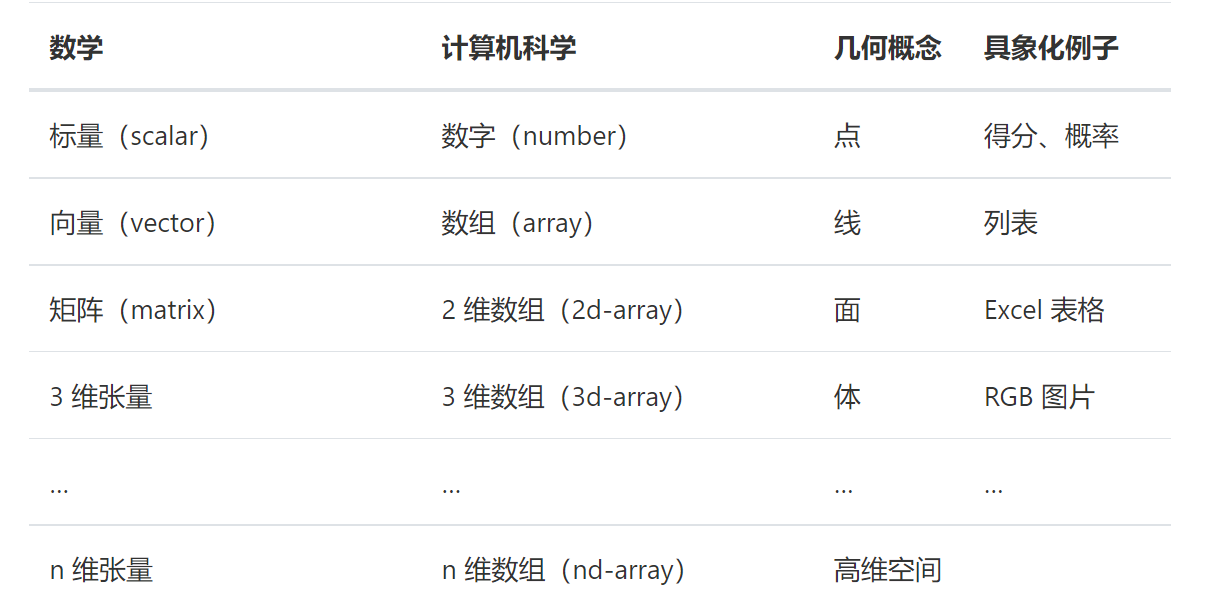 数学 计算机科学 几何概念 具象化例子
标量（scalar） 数字（number） 点 得分、概率
向量（vector） 数组（array） 线 列表
矩阵（matrix） 2 维数组（2d-array） 面 Excel 表格
3 维张量 3 维数组（3d-array） 体 RGB 图片
... ... ... ...
n 维张量 n 维数组（nd-array） 高维空间